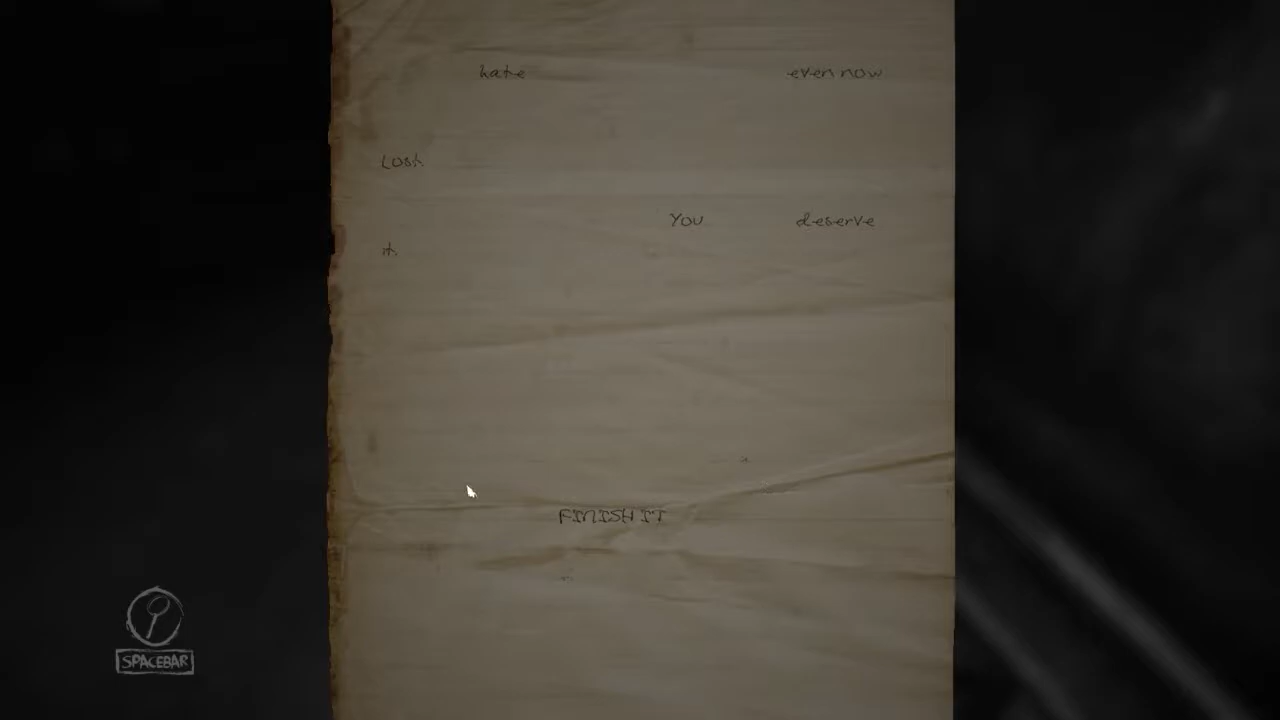 hate even now
Lost.
You deserve
it.
FINISH IT
SPACEBAR